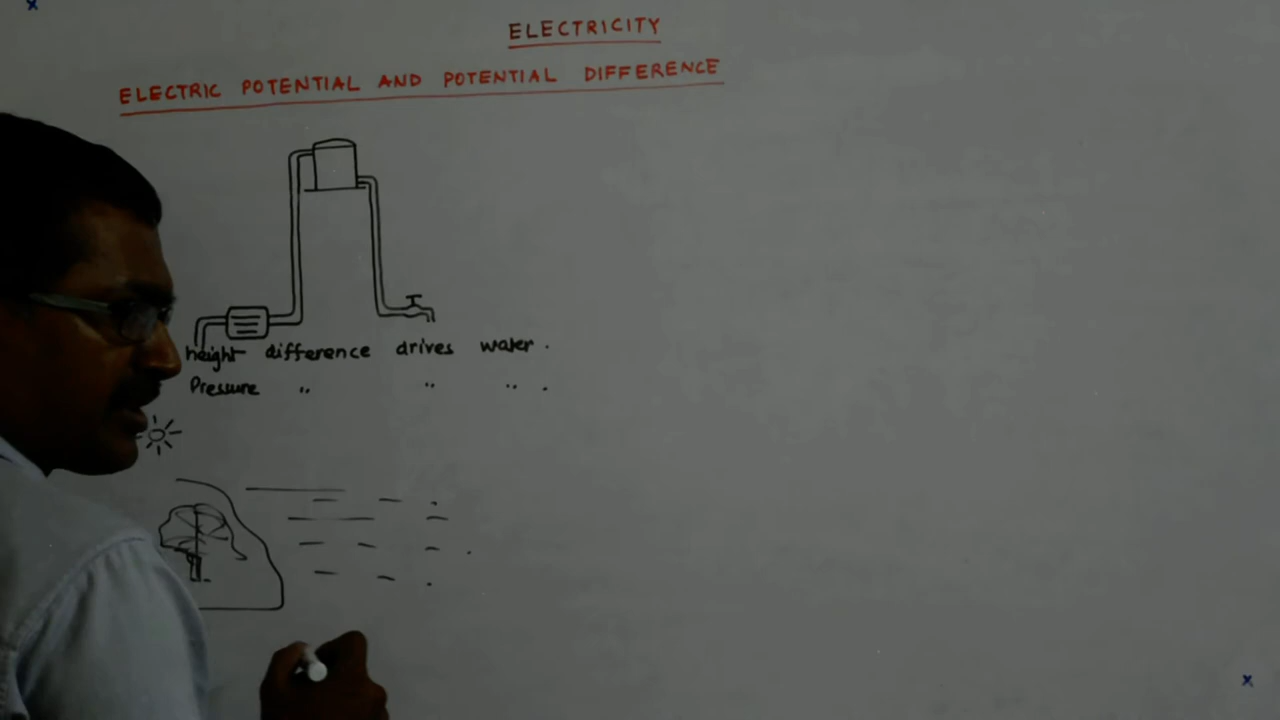 ELECTRICITY
ELECTRIC POTENTIAL AND POTENTIAL DIFFERENCE
height difference drives water.
Pressure " " " .